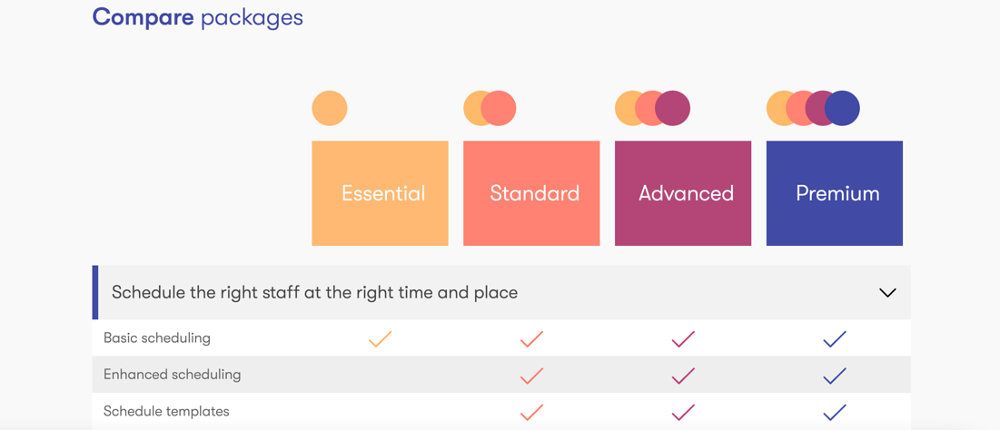 Compare packages
Essential
Standard
Advanced
Premium
Schedule the right staff at the right time and place
Basic scheduling
Enhanced scheduling
Schedule templates